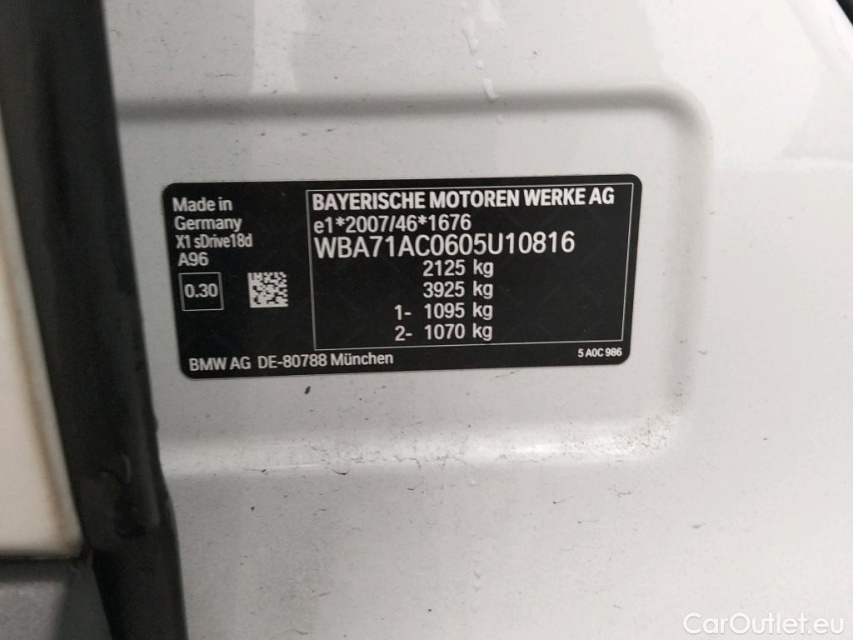 Made in
Germany
X1 sDrive18d
A96
0.30
BAYERISCHE MOTOREN WERKE AG
e1*2007/46*1676
WBA71AC0605U10816
2125 kg
3925 kg
1- 1095 kg
2- 1070 kg
BMW AG DE-80788 München
5 A0C 986
CarOutlet.eu